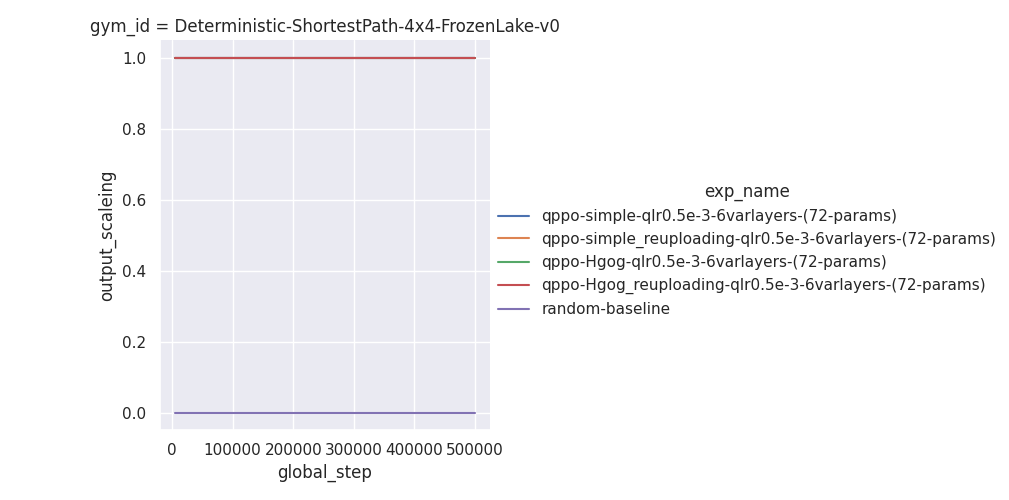 gym_id = Deterministic-ShortestPath-4x4-FrozenLake-v0
1.0
0.8
0.6
0.4
0.2
0.0
output_scaleing
0 100000 200000 300000 400000 500000
global_step
exp_name
qppo-simple-qlr0.5e-3-6varlayers-(72-params)
qppo-simple_reuploading-qlr0.5e-3-6varlayers-(72-params)
qppo-Hgog-qlr0.5e-3-6varlayers-(72-params)
qppo-Hgog_reuploading-qlr0.5e-3-6varlayers-(72-params)
random-baseline